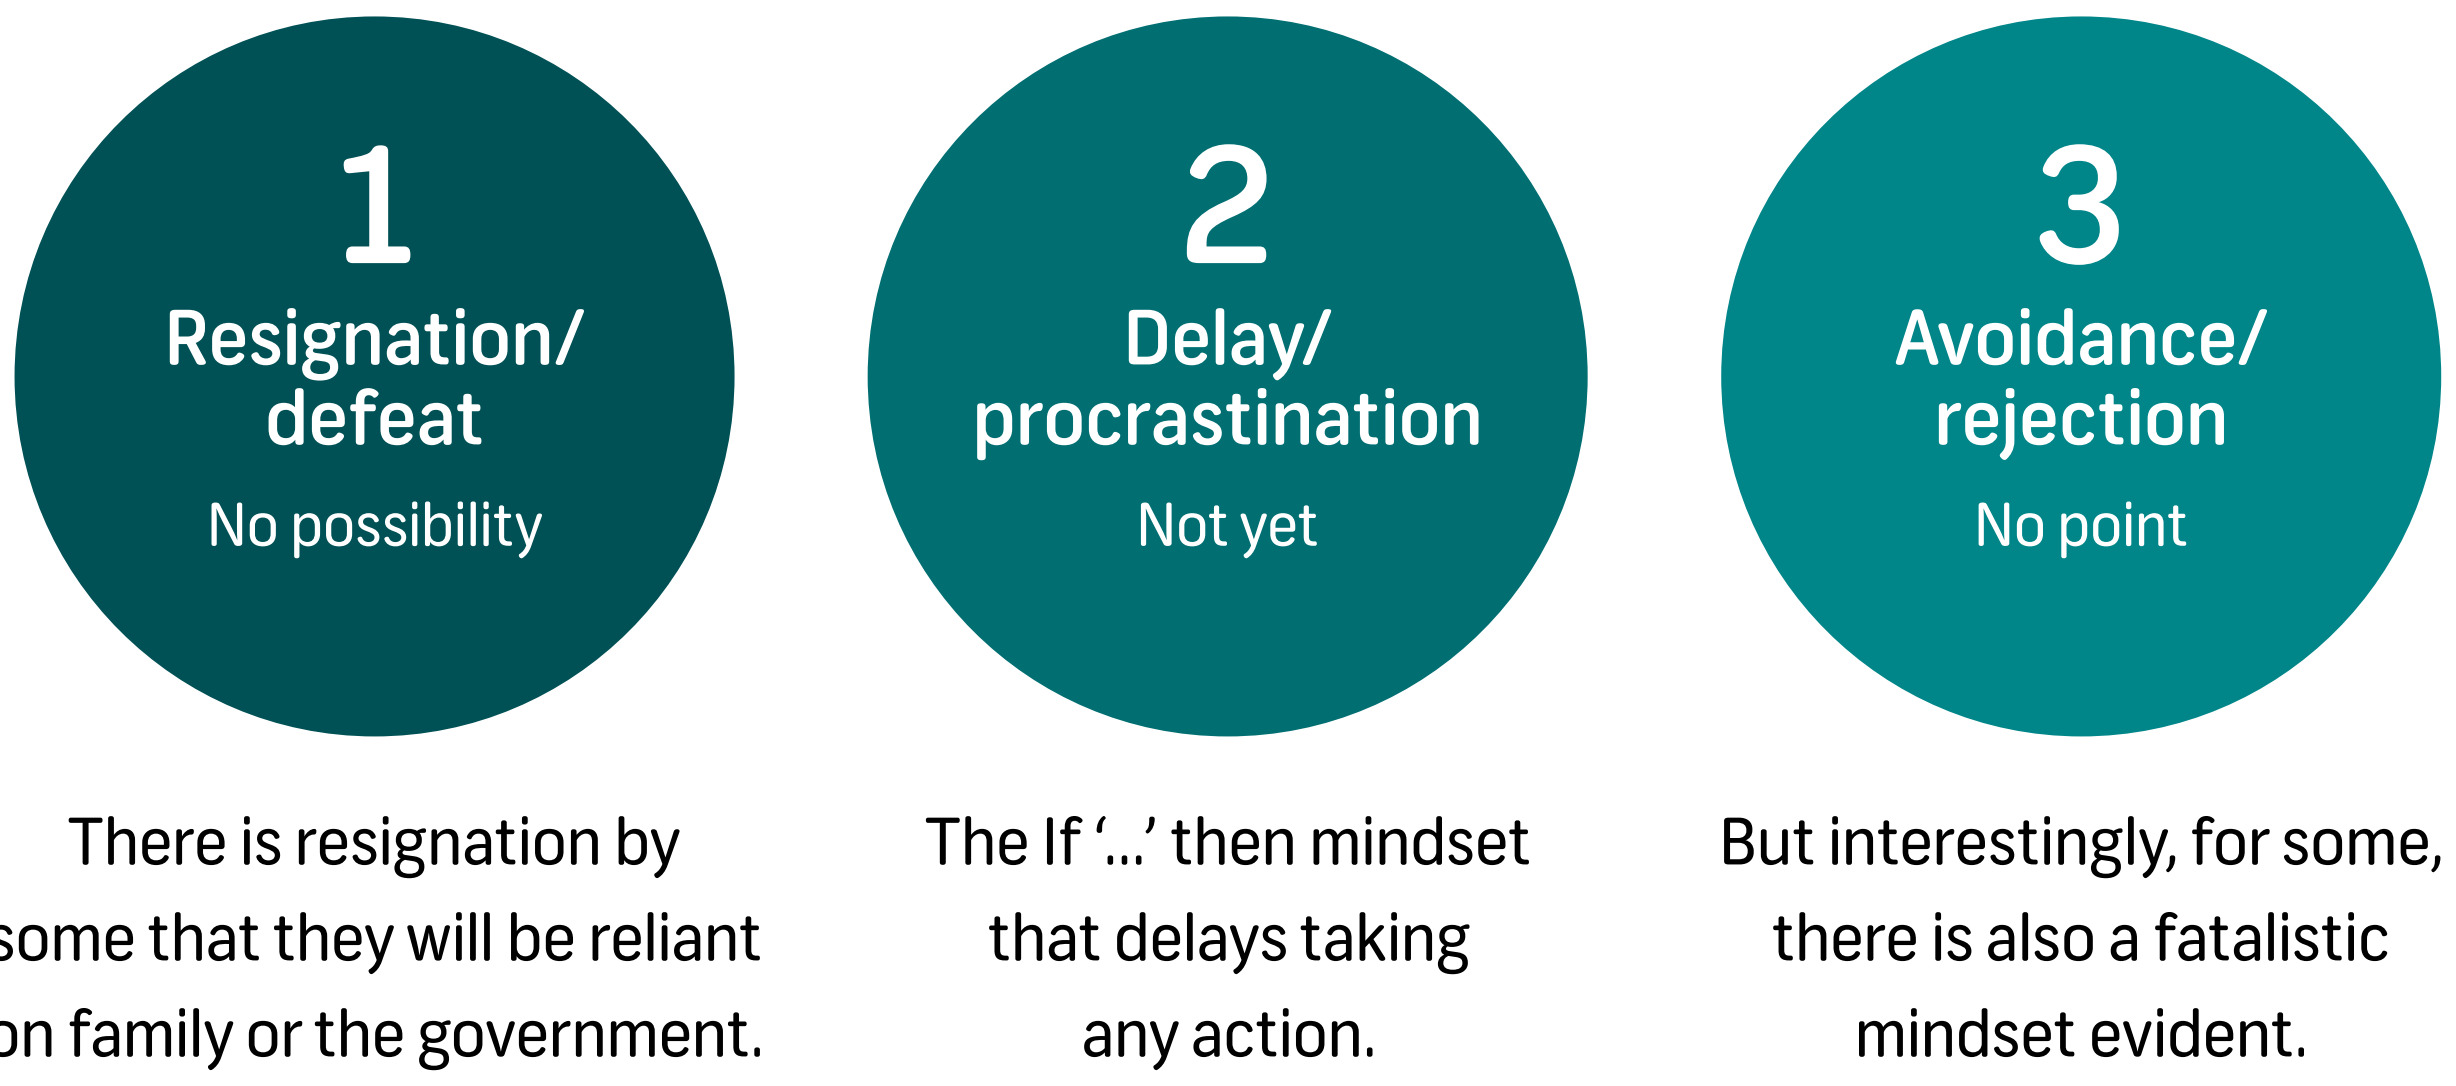 1
Resignation/
defeat
No possibility
There is resignation by
some that they will be reliant
on family or the government.
2
Delay/
procrastination
Not yet
The If ‘...’ then mindset
that delays taking
any action.
3
Avoidance/
rejection
No point
But interestingly, for some,
there is also a fatalistic
mindset evident.